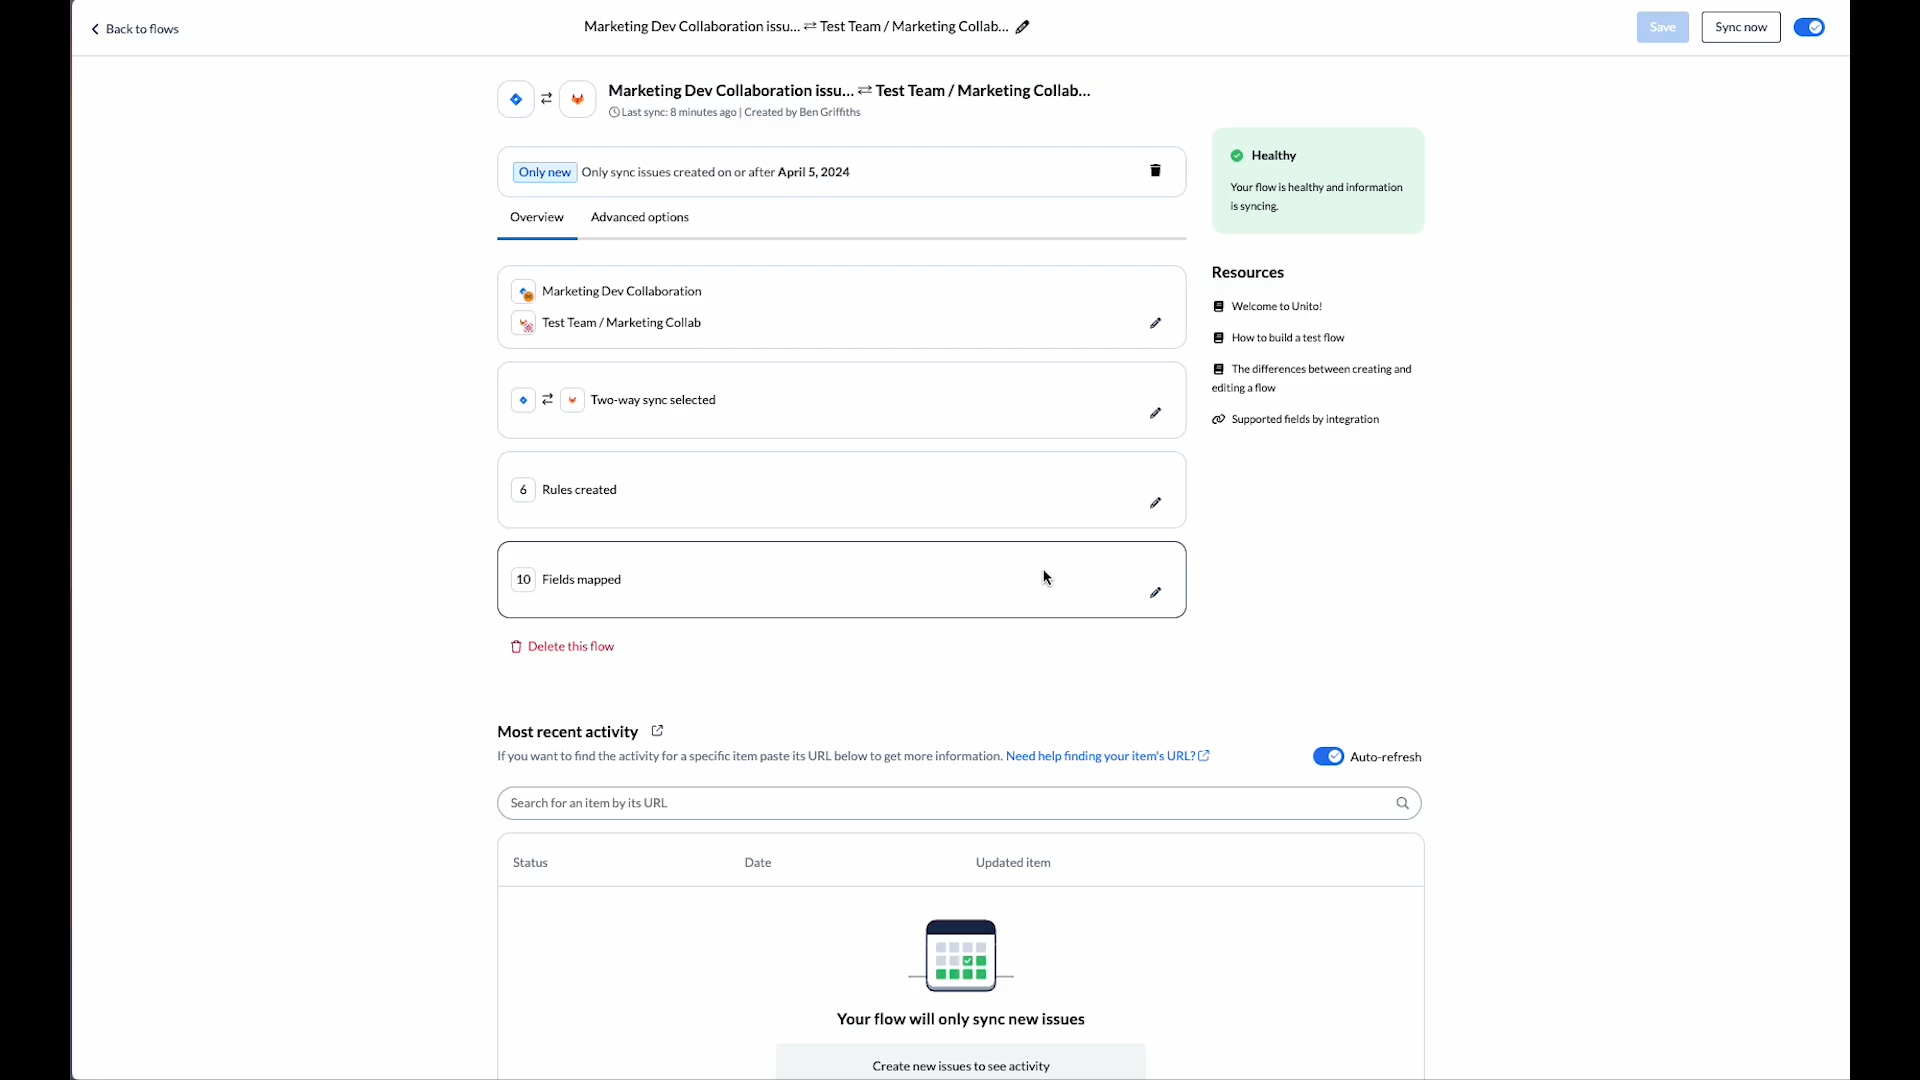 Back to flows
Marketing Dev Collaboration issu... ⇄ Test Team / Marketing Collab...
Save
Sync now
Marketing Dev Collaboration issu... ⇄ Test Team / Marketing Collab...
Last sync: 8 minutes ago | Created by Ben Griffiths
Only new Only sync issues created on or after April 5, 2024
Healthy
Your flow is healthy and information
is syncing.
Overview
Advanced options
Marketing Dev Collaboration
Test Team / Marketing Collab
Two-way sync selected
6 Rules created
10 Fields mapped
Delete this flow
Resources
Welcome to Unito!
How to build a test flow
The differences between creating and
editing a flow
Supported fields by integration
Most recent activity
If you want to find the activity for a specific item paste its URL below to get more information. Need help finding your item's URL?
Auto-refresh
Search for an item by its URL
Status
Date
Updated item
Your flow will only sync new issues
Create new issues to see activity